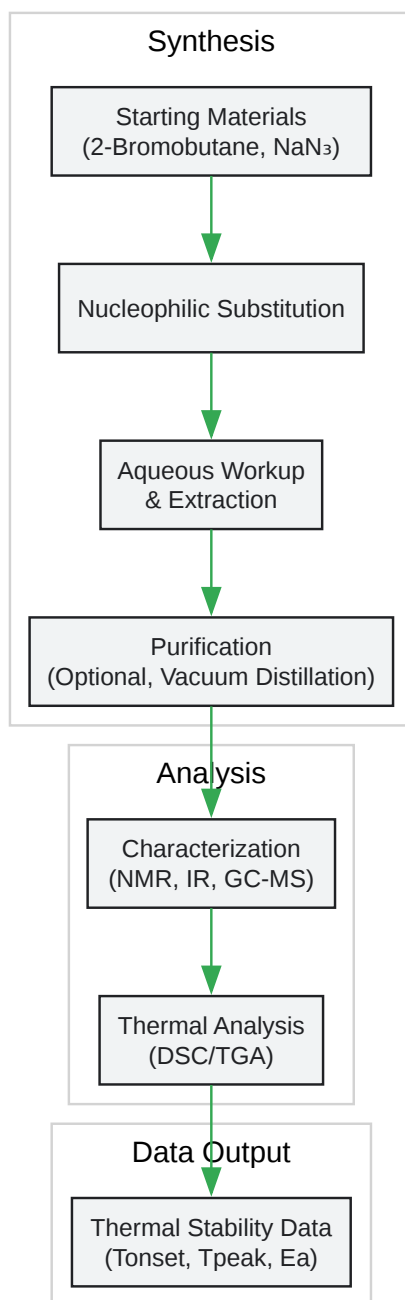 Synthesis
Starting Materials
(2-Bromobutane, NaN₃)
Nucleophilic Substitution
Aqueous Workup
& Extraction
Purification
(Optional, Vacuum Distillation)
Analysis
Characterization
(NMR, IR, GC-MS)
Thermal Analysis
(DSC/TGA)
Data Output
Thermal Stability Data
(Tonset, Tpeak, Ea)